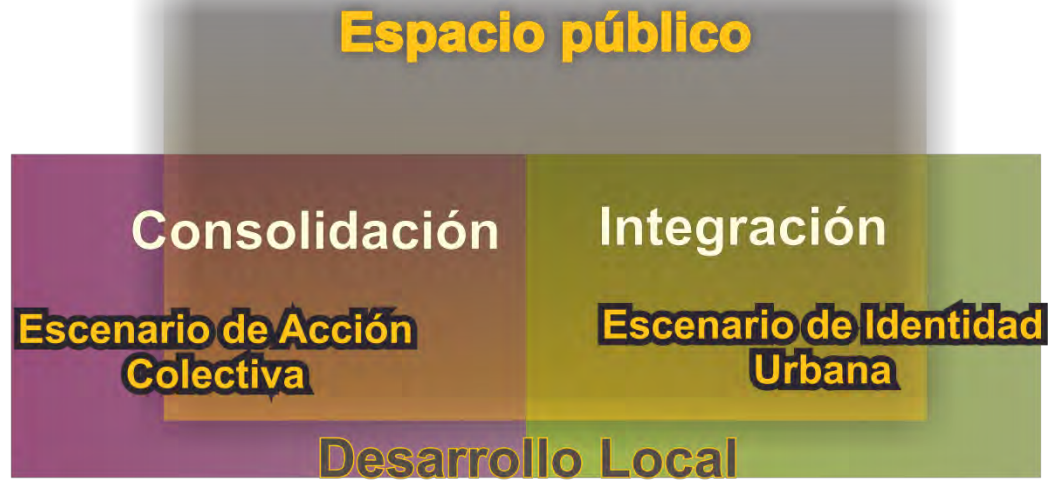 Espacio público
Consolidación
Integración
Escenario de Acción
Colectiva
Escenario de Identidad
Urbana
Desarrollo Local